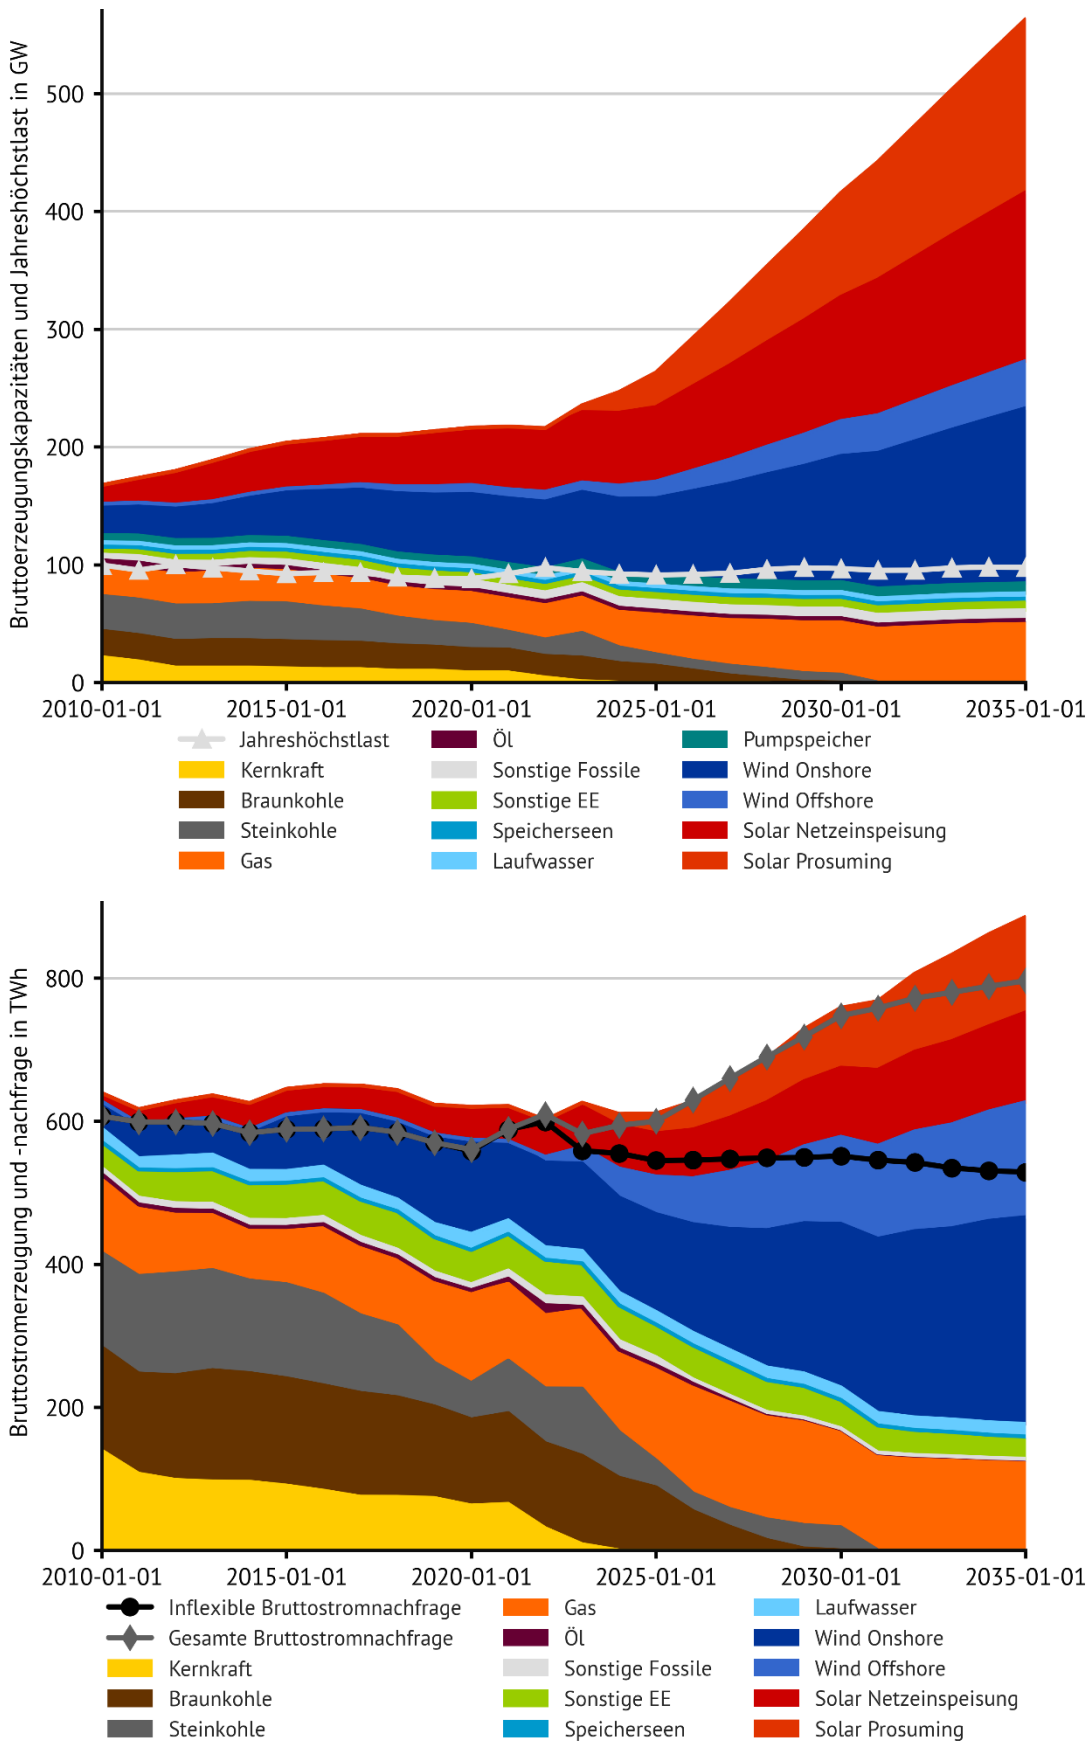 Bruttoerzeugungskapazitäten und Jahreshöchstlast in GW
500
400
300
200
100
0
2010-01-01 2015-01-01 2020-01-01 2025-01-01 2030-01-01 2035-01-01
Jahreshöchstlast Öl Pumpspeicher
Kernkraft Sonstige Fossile Wind Onshore
Braunkohle Sonstige EE Wind Offshore
Steinkohle Speicherseen Solar Netzeinspeisung
Gas Laufwasser Solar Prosuming
Bruttostromerzeugung und -nachfrage in TWh
800
600
400
200
0
2010-01-01 2015-01-01 2020-01-01 2025-01-01 2030-01-01 2035-01-01
Inflexible Bruttostromnachfrage Gas Laufwasser
Gesamte Bruttostromnachfrage Öl Wind Onshore
Kernkraft Sonstige Fossile Wind Offshore
Braunkohle Sonstige EE Solar Netzeinspeisung
Steinkohle Speicherseen Solar Prosuming